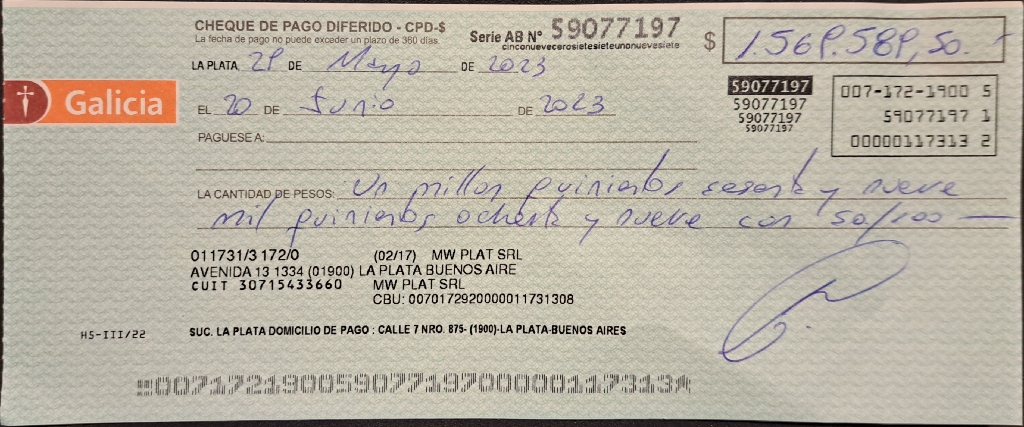 CHEQUE DE PAGO DIFERIDO - CPD-$
La fecha de pago no puede exceder un plazo de 360 días
Serie AB Nº 59077197
cinconuevecerosietesieteunonuevesiete
$ 1.569.589,50.-
LA PLATA 29 DE Mayo DE 2023
Galicia
EL 20 DE Junio DE 2023
59077197
59077197
59077197
59077197
007-172-1900 5
59077197 1
00000117313 2
PAGUESE A:
LA CANTIDAD DE PESOS: Un millon quinientos sesenta y nueve
mil quinientos ochenta y nueve con 50/100 —
011731/3 172/0 (02/17) MW PLAT SRL
AVENIDA 13 1334 (01900) LA PLATA BUENOS AIRE
CUIT 30715433660 MW PLAT SRL
CBU: 0070172920000011731308
HS-III/22
SUC. LA PLATA DOMICILIO DE PAGO : CALLE 7 NRO. 875- (1900)-LA PLATA-BUENOS AIRES
00717219005907719700000117313